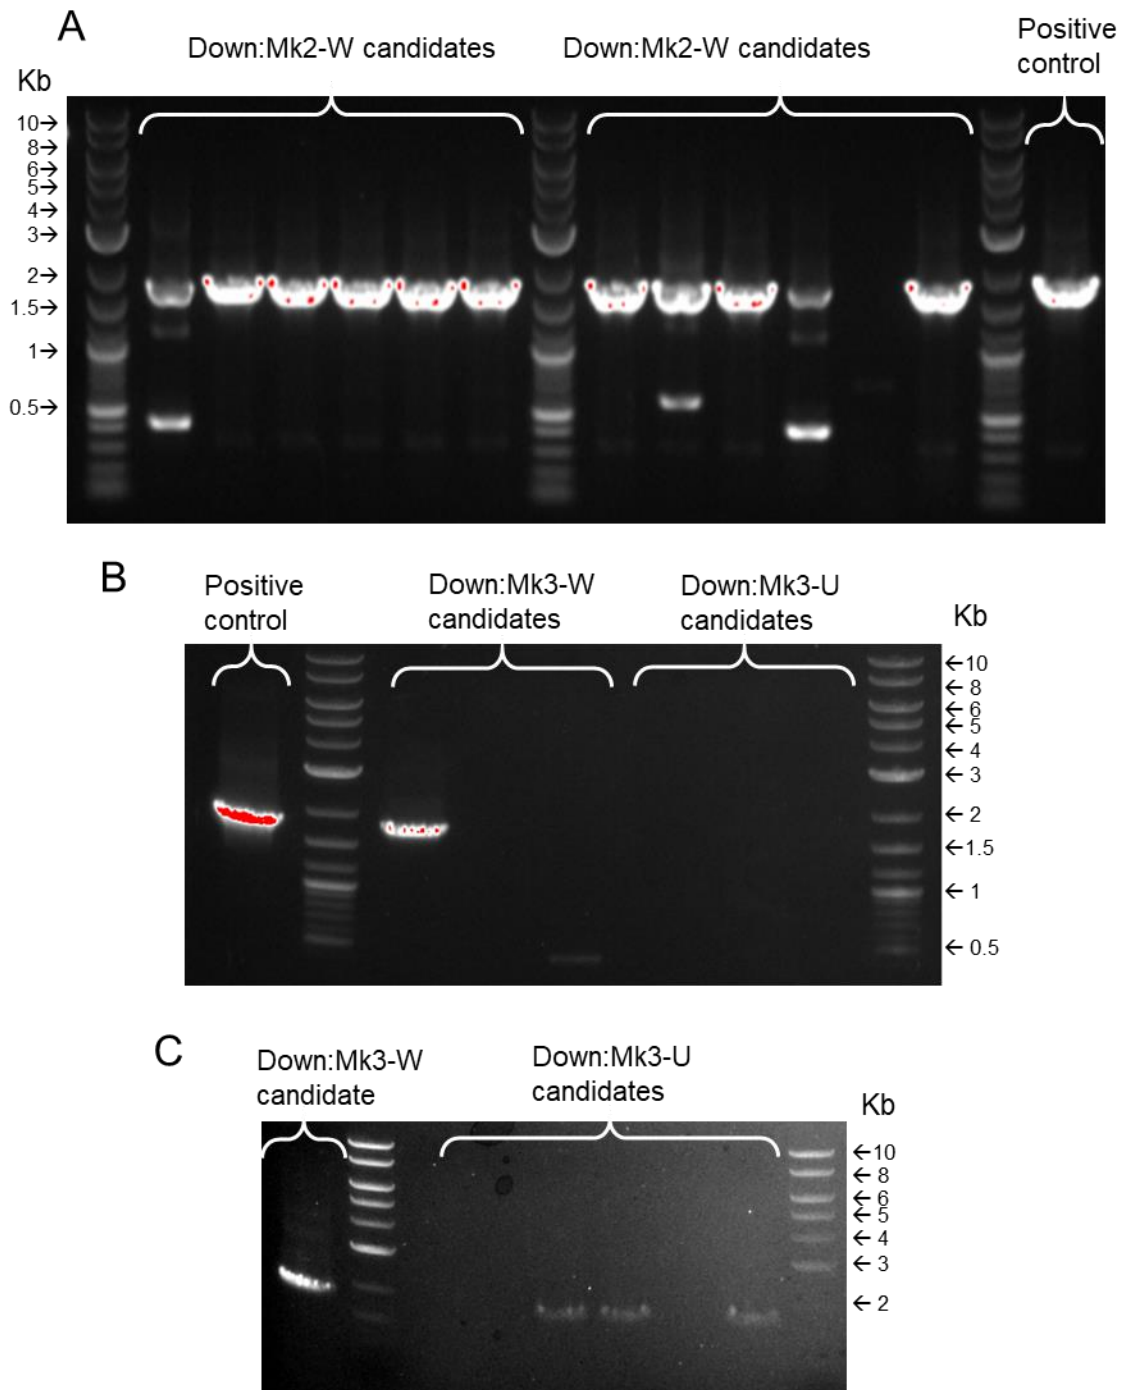 A
Down:Mk2-W candidates
Down:Mk2-W candidates
Positive
control
Kb
10→
8→
6→
5→
4→
3→
2→
1.5→
1→
0.5→
B
Positive
control
Down:Mk3-W
candidates
Down:Mk3-U
candidates
Kb
←10
←8
←6
←5
←4
←3
←2
←1.5
←1
←0.5
C
Down:Mk3-W
candidate
Down:Mk3-U
candidates
Kb
←10
←8
←6
←5
←4
←3
←2